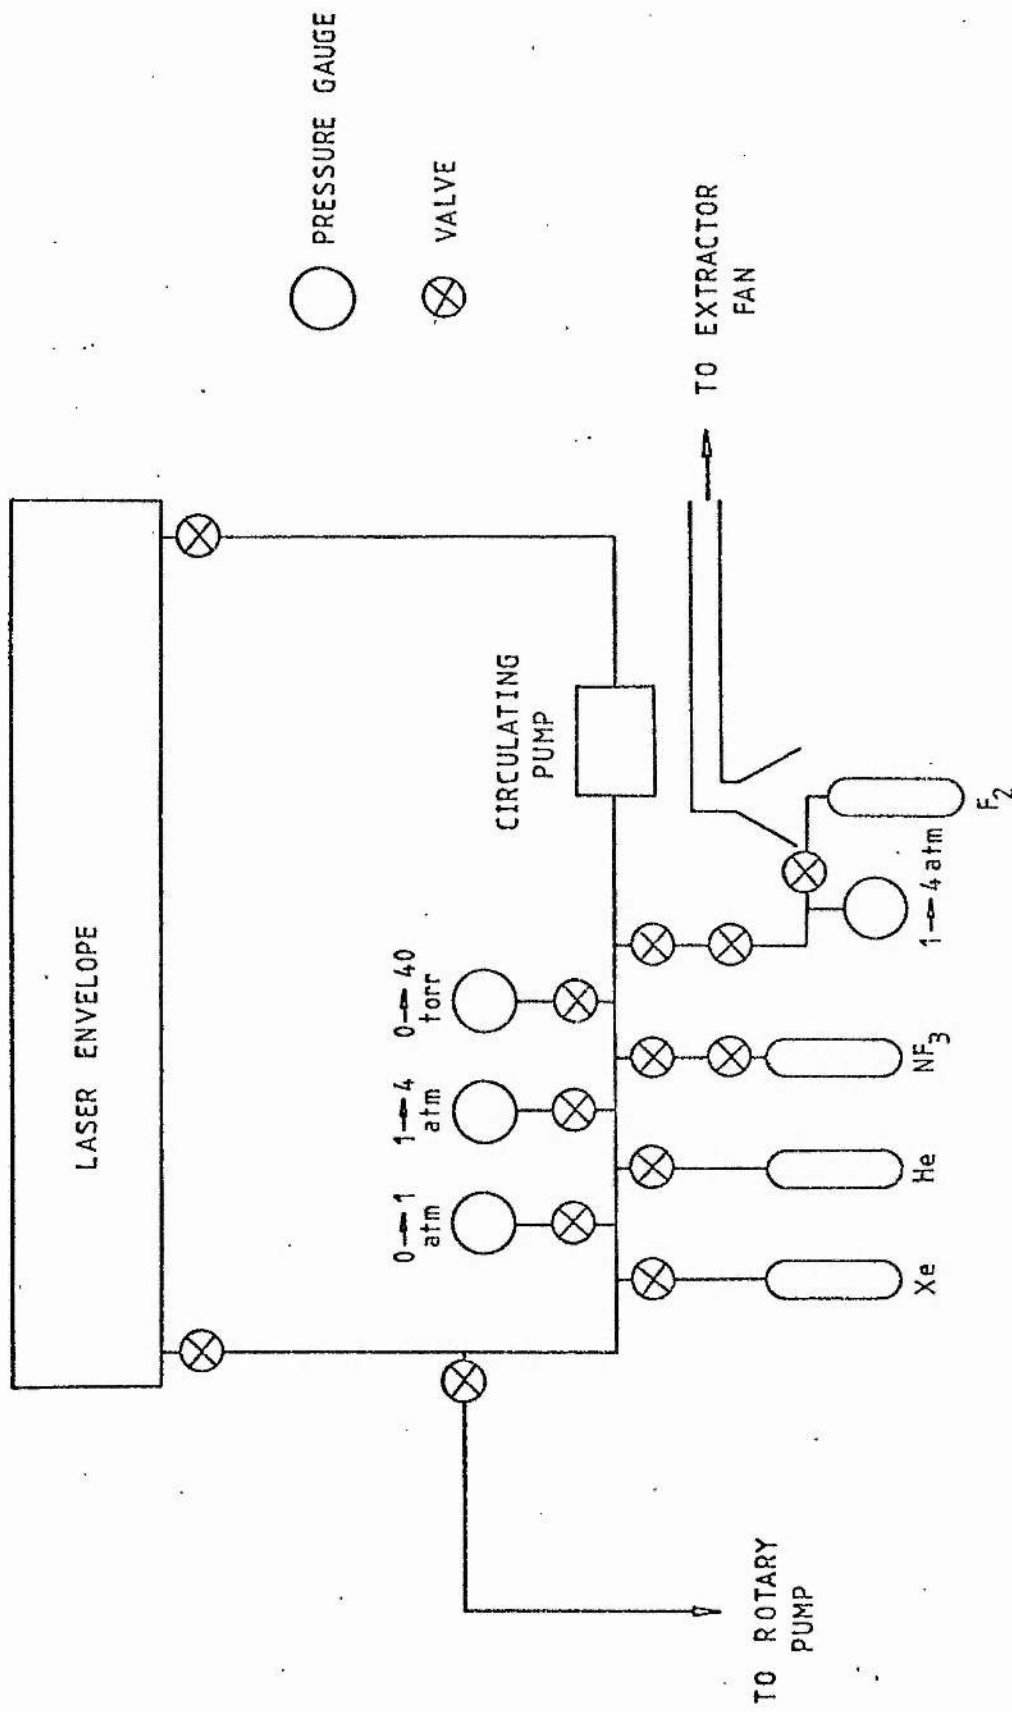 LASER ENVELOPE
PRESSURE GAUGE
VALVE
0→1
atm
1→4
atm
0→40
torr
CIRCULATING
PUMP
TO EXTRACTOR
FAN
TO ROTARY
PUMP
Xe
He
NF₃
1→4 atm
F₂